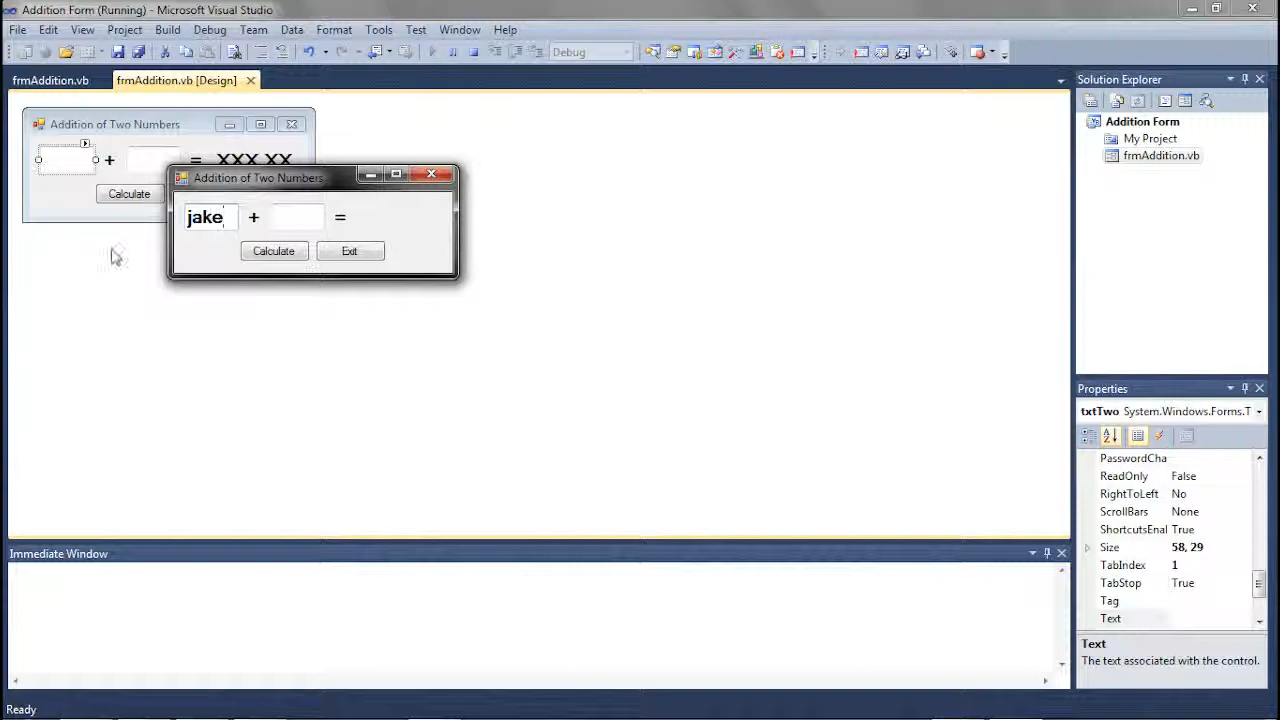 Addition Form (Running) - Microsoft Visual Studio
File Edit View Project Build Debug Team Data Format Tools Test Window Help
Debug
frmAddition.vb
frmAddition.vb [Design]
Addition of Two Numbers
+ = XXX.XX
Calculate
Addition of Two Numbers
jake + =
Calculate Exit
Solution Explorer
Addition Form
My Project
frmAddition.vb
Properties
txtTwo System.Windows.Forms.T
PasswordCha
ReadOnly False
RightToLeft No
ScrollBars None
ShortcutsEnal True
Size 58, 29
TabIndex 1
TabStop True
Tag
Text
Text
The text associated with the control.
Immediate Window
Ready